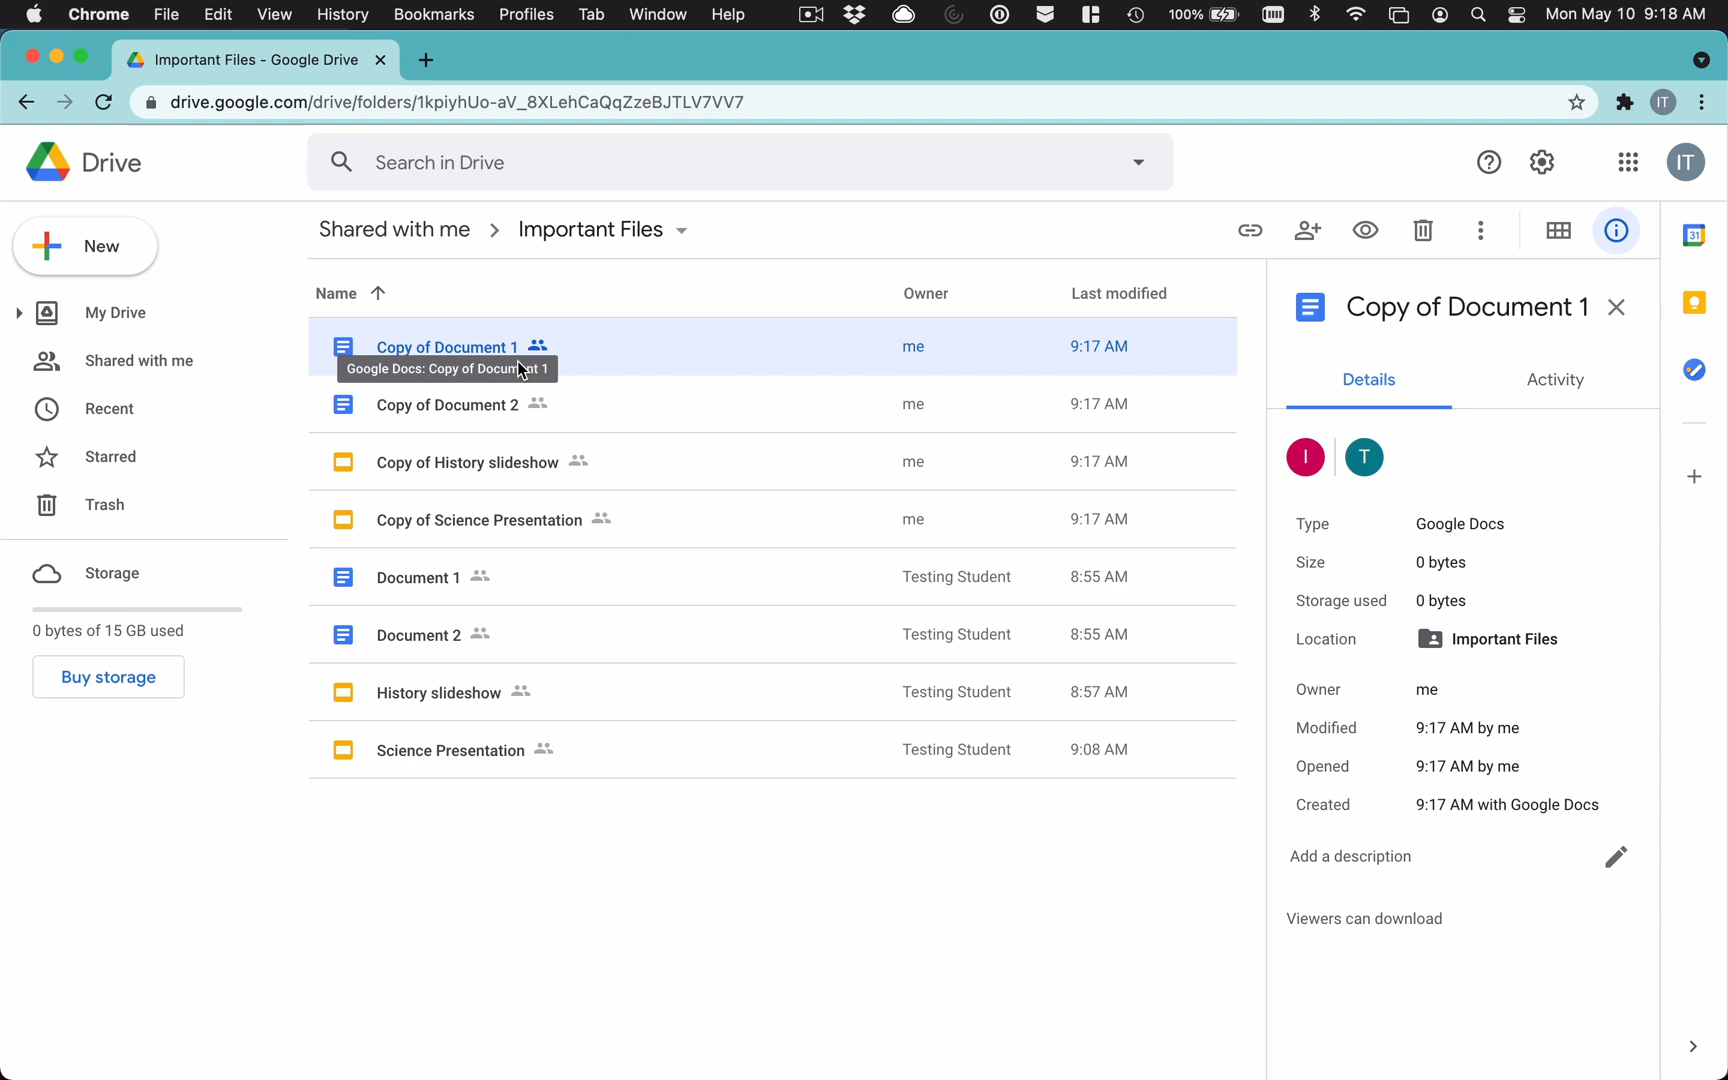 Chrome File Edit View History Bookmarks Profiles Tab Window Help 100% Mon May 10 9:18 AM
Important Files - Google Drive
drive.google.com/drive/folders/1kpiyhUo-aV_8XLehCaQqZzeBJTLV7VV7 IT
Drive Search in Drive IT
New
Shared with me > Important Files
31
Name Owner Last modified
Copy of Document 1 me 9:17 AM
Google Docs: Copy of Document 1
Copy of Document 2 me 9:17 AM
Copy of History slideshow me 9:17 AM
Copy of Science Presentation me 9:17 AM
Document 1 Testing Student 8:55 AM
Document 2 Testing Student 8:55 AM
History slideshow Testing Student 8:57 AM
Science Presentation Testing Student 9:08 AM
My Drive
Shared with me
Recent
Starred
Trash
Storage
0 bytes of 15 GB used
Buy storage
Copy of Document 1
Details Activity
I T
Type Google Docs
Size 0 bytes
Storage used 0 bytes
Location Important Files
Owner me
Modified 9:17 AM by me
Opened 9:17 AM by me
Created 9:17 AM with Google Docs
Add a description
Viewers can download